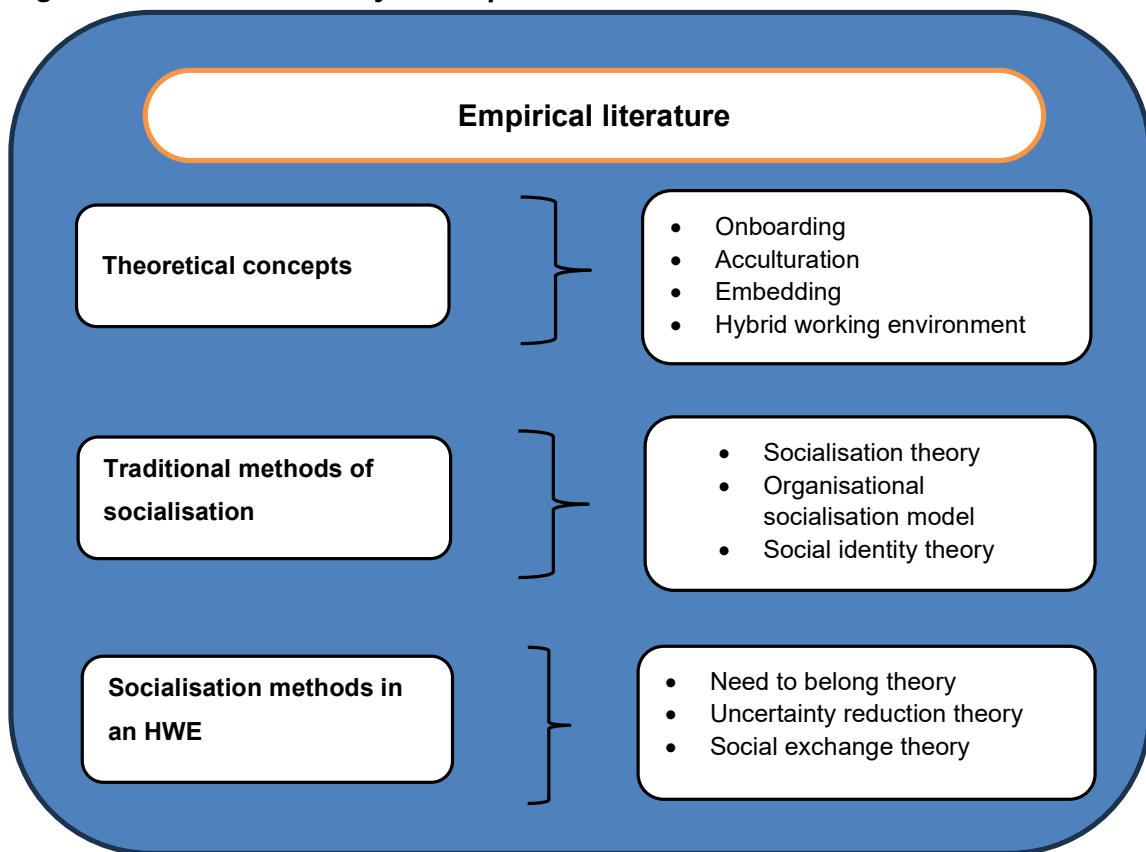 Empirical literature
Theoretical concepts
• Onboarding
• Acculturation
• Embedding
• Hybrid working environment
Traditional methods of
socialisation
• Socialisation theory
• Organisational
socialisation model
• Social identity theory
Socialisation methods in
an HWE
• Need to belong theory
• Uncertainty reduction theory
• Social exchange theory